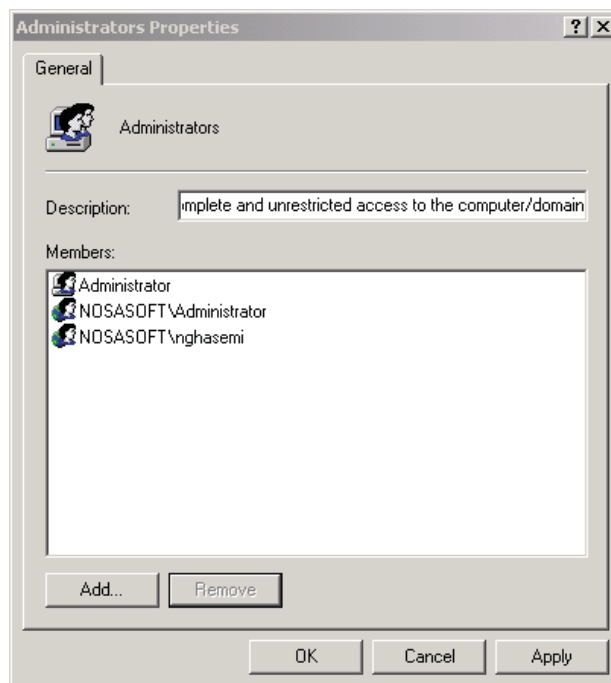 Administrators Properties
General
Administrators
Description:
mplete and unrestricted access to the computer/domain
Members:
Administrator
NOSASOFT\Administrator
NOSASOFT\nghasemi
Add...
Remove
OK
Cancel
Apply